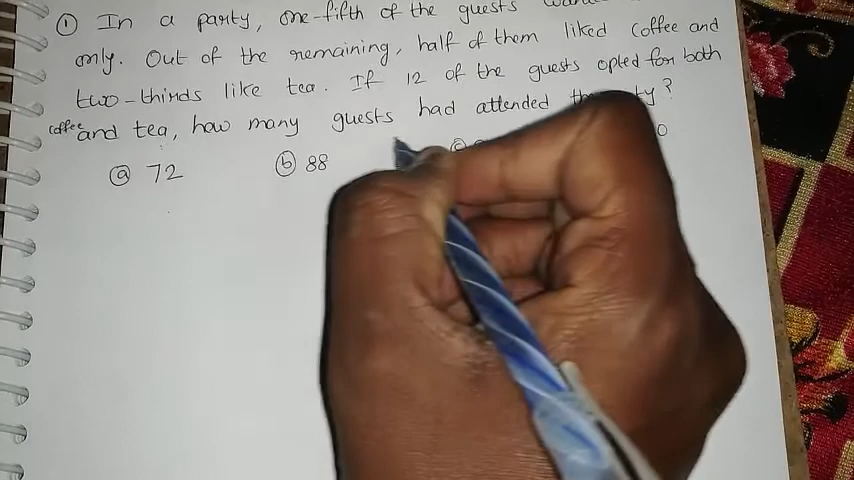 ① In a party, one-fifth of the guests
only. Out of the remaining, half of them liked Coffee and
two-thirds like tea. If 12 of the guests opted for both
coffee and tea, how many guests had attended
ⓐ 72 ⓑ 88 ⓒ